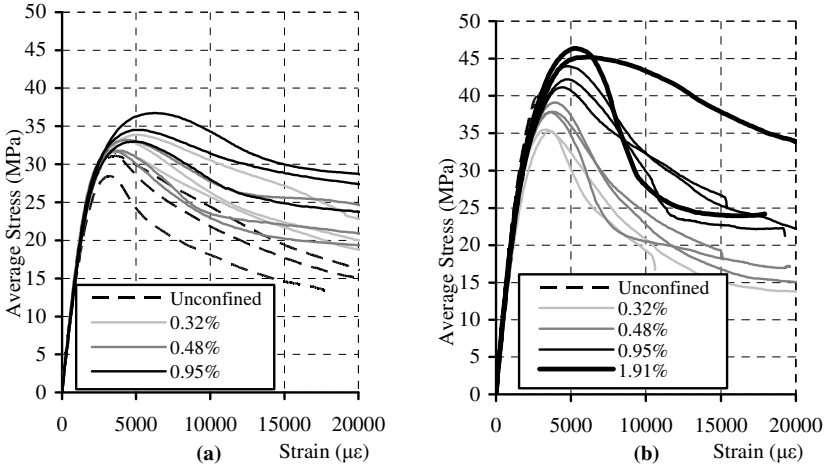 50
45
40
35
30
25
20
15
10
5
0
Average Stress (MPa)
Unconfined
0.32%
0.48%
0.95%
0 5000 10000 15000 20000
(a)
Strain (με)
50
45
40
35
30
25
20
15
10
5
0
Average Stress (MPa)
Unconfined
0.32%
0.48%
0.95%
1.91%
0 5000 10000 15000 20000
(b)
Strain (με)